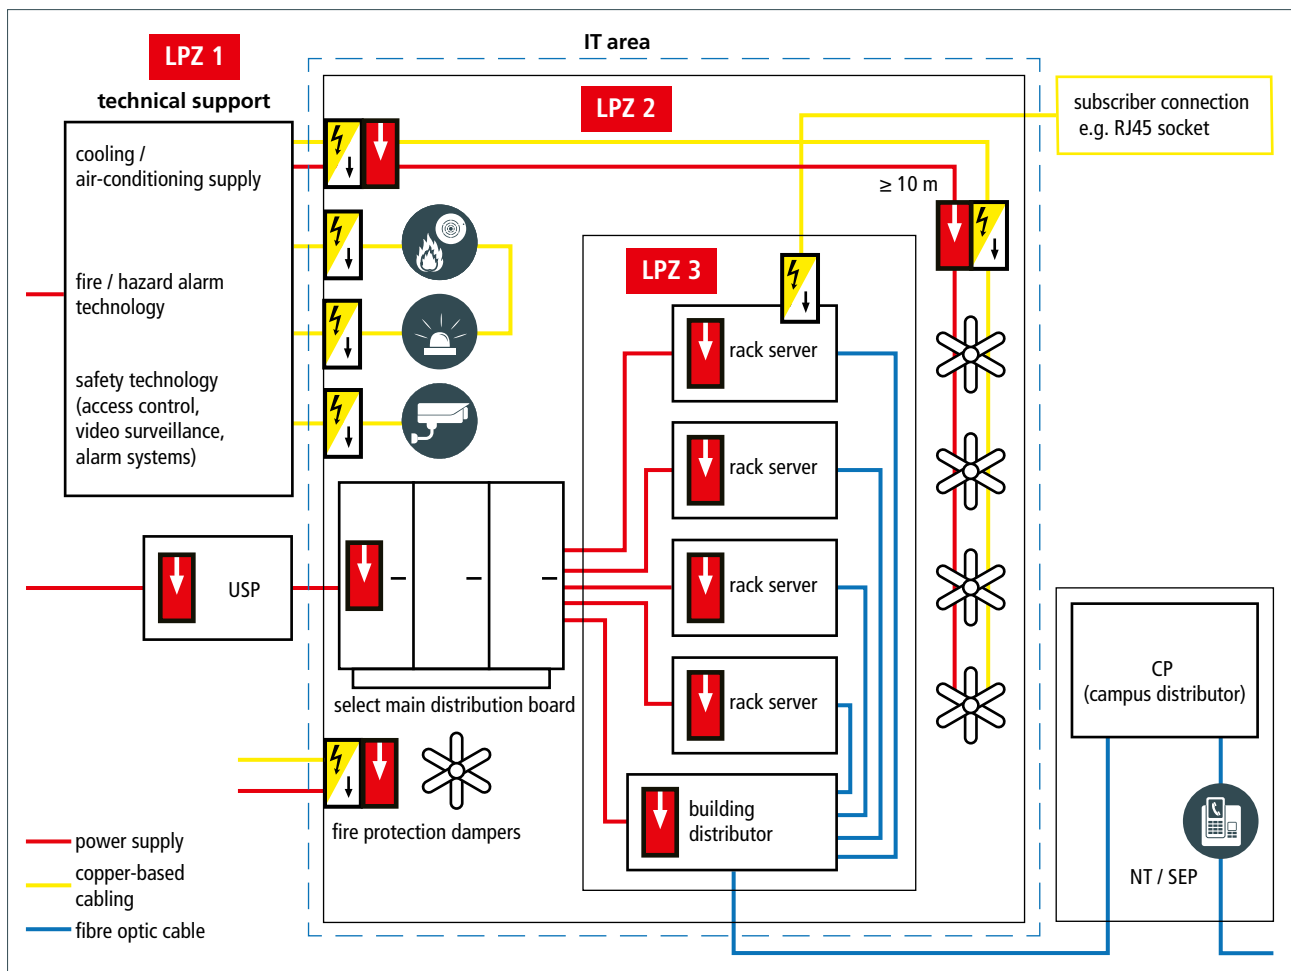 IT area
LPZ 1
technical support
LPZ 2
subscriber connection
e.g. RJ45 socket
cooling /
air-conditioning supply
≥ 10 m
fire / hazard alarm
technology
LPZ 3
rack server
safety technology
(access control,
video surveillance,
alarm systems)
rack server
USP
rack server
rack server
select main distribution board
CP
(campus distributor)
building
distributor
fire protection dampers
NT / SEP
power supply
copper-based
cabling
fibre optic cable